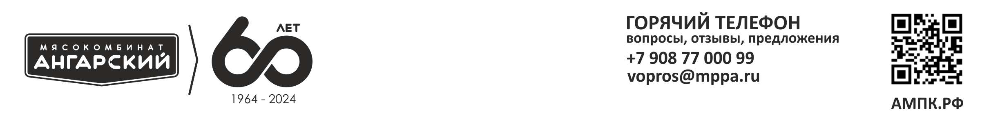 МЯСОКОМБИНАТ
АНГАРСКИЙ
60 ЛЕТ
1964 - 2024
ГОРЯЧИЙ ТЕЛЕФОН
вопросы, отзывы, предложения
+7 908 77 000 99
vopros@mppa.ru
АМПК.РФ